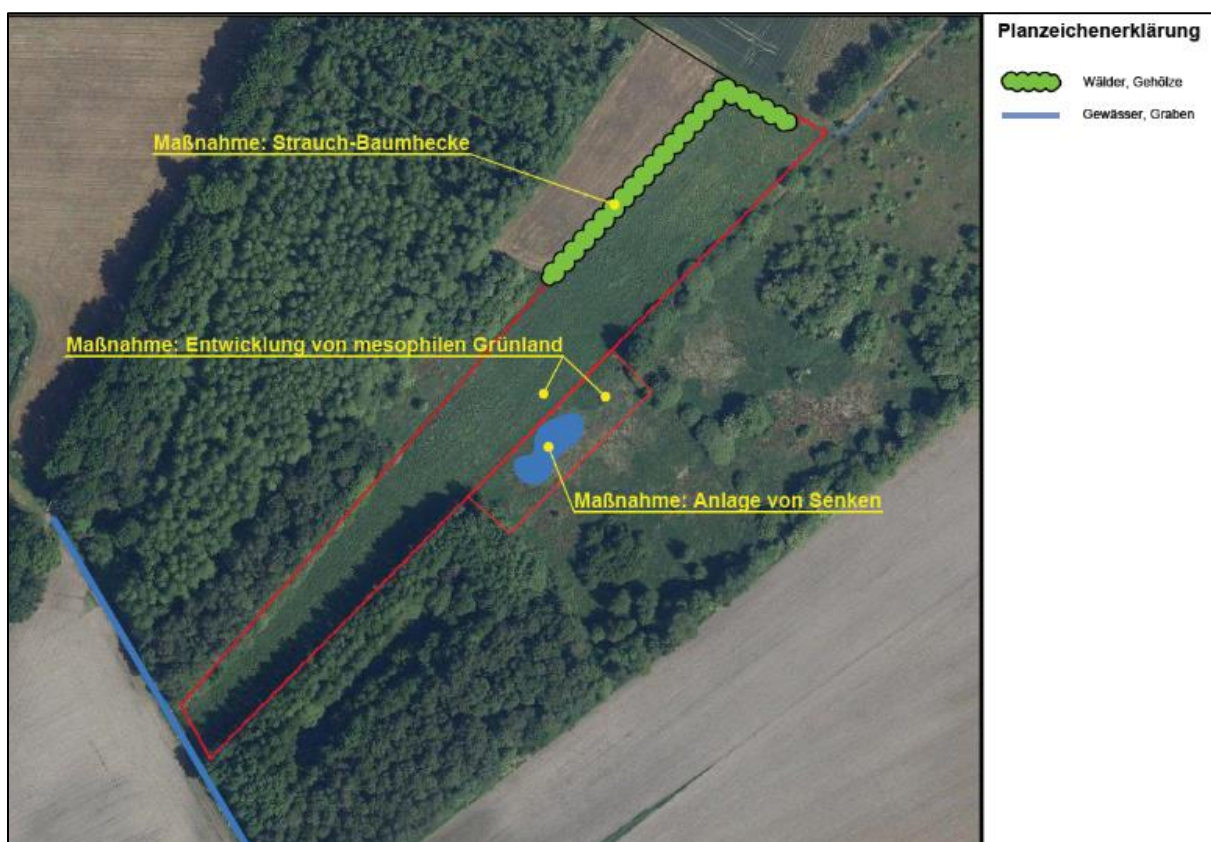 Planzeichenerklärung
Wälder, Gehölze
Gewässer, Graben
Maßnahme: Strauch-Baumhecke
Maßnahme: Entwicklung von mesophilen Grünland
Maßnahme: Anlage von Senken